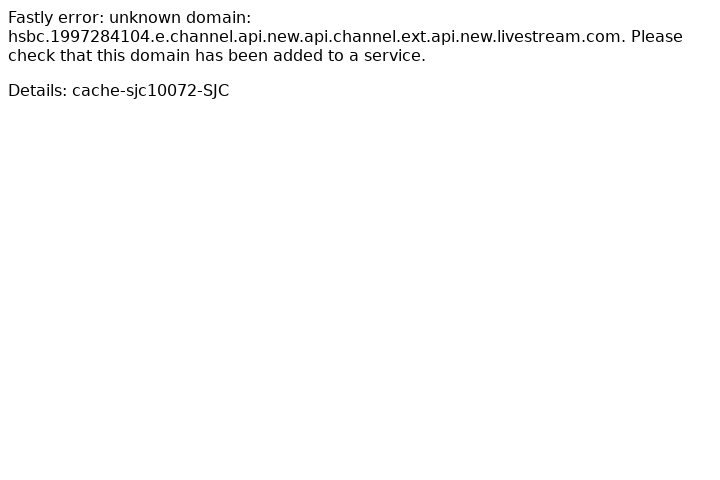 Fastly error: unknown domain:
hsbc.1997284104.e.channel.api.new.api.channel.ext.api.new.livestream.com. Please
check that this domain has been added to a service.
Details: cache-sjc10072-SJC